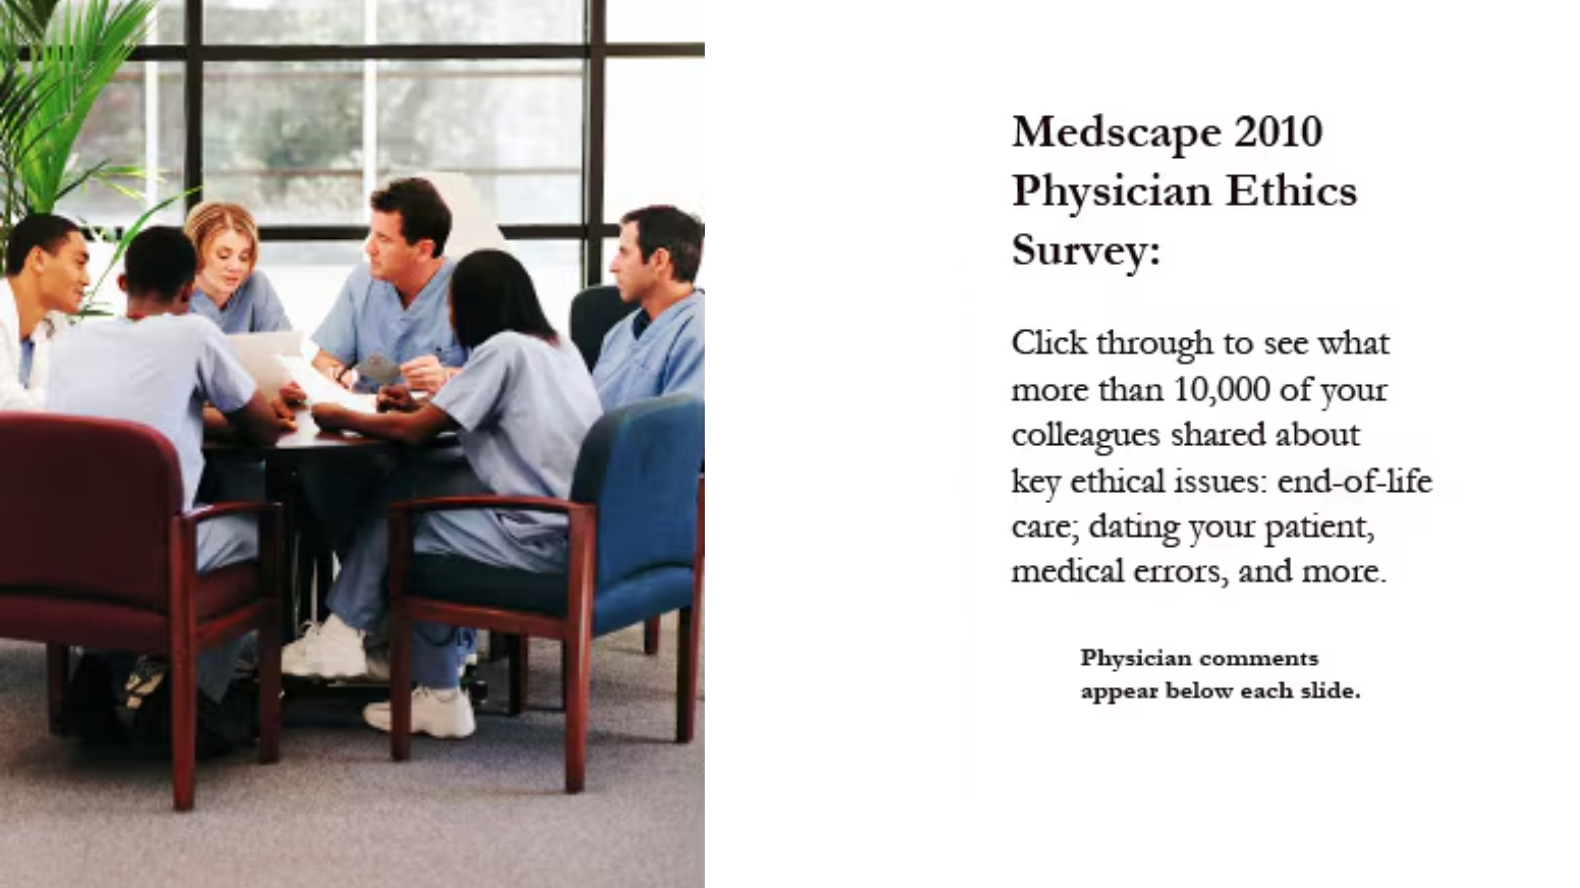 Medscape 2010
Physician Ethics
Survey:
Click through to see what
more than 10,000 of your
colleagues shared about
key ethical issues: end-of-life
care; dating your patient,
medical errors, and more.
Physician comments
appear below each slide.